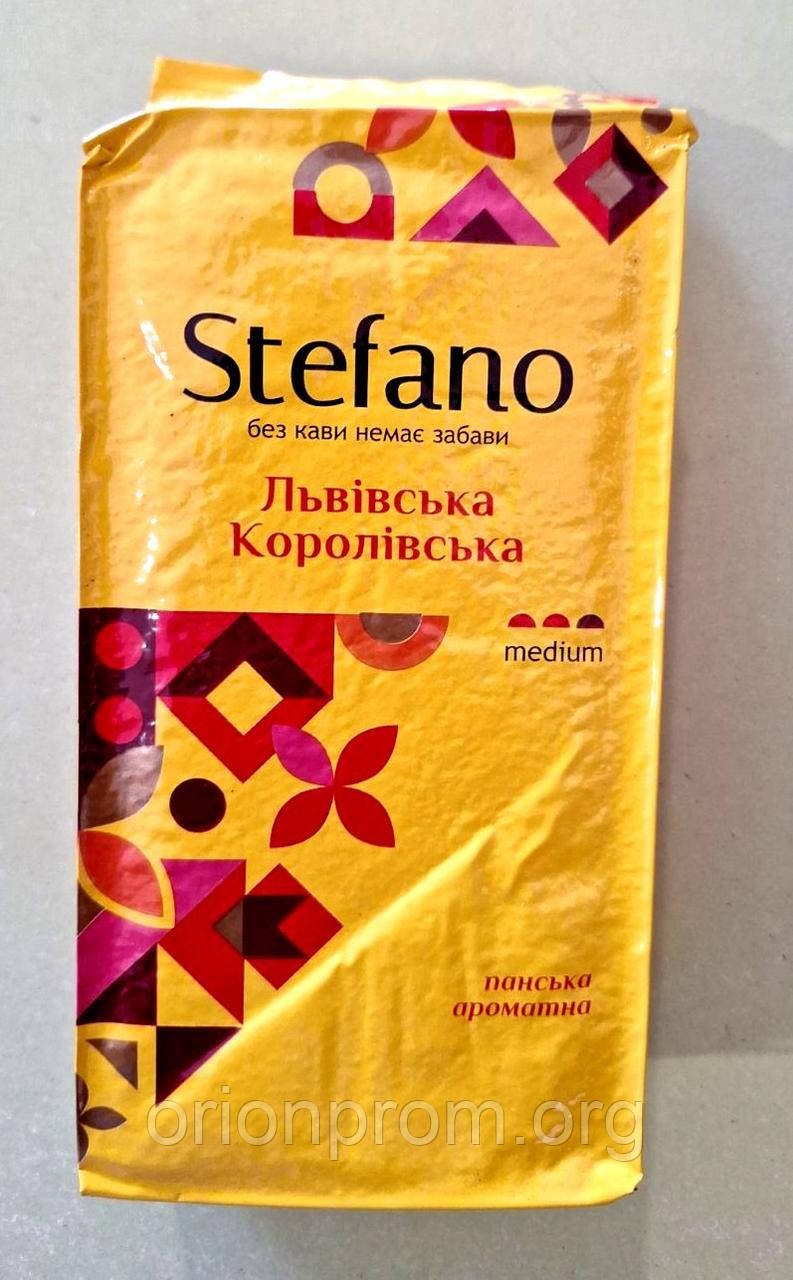 Stefano
без кави немає забави
Львівська
Королівська
medium
панська
ароматна
orionprom.org